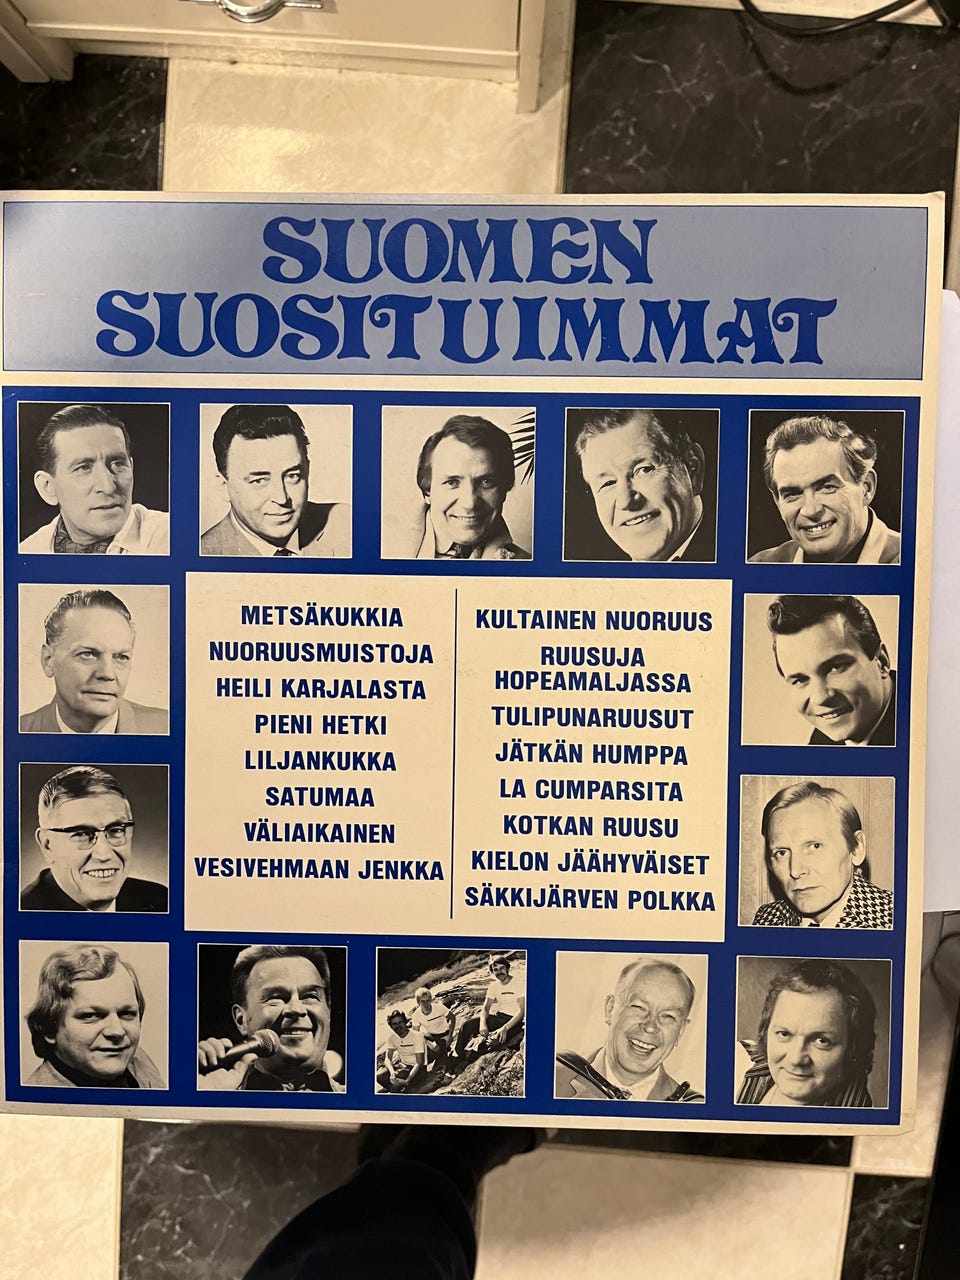 SUOMEN
SUOSITUIMMAT
METSÄKUKKIA
NUORUUSMUISTOJA
HEILI KARJALASTA
PIENI HETKI
LILJANKUKKA
SATUMAA
VÄLIAIKAINEN
VESIVEHMAAN JENKKA
KULTAINEN NUORUUS
RUUSUJA
HOPEAMALJASSA
TULIPUNARUUSUT
JÄTKÄN HUMPPA
LA CUMPARSITA
KOTKAN RUUSU
KIELON JÄÄHYVÄISET
SÄKKIJÄRVEN POLKKA